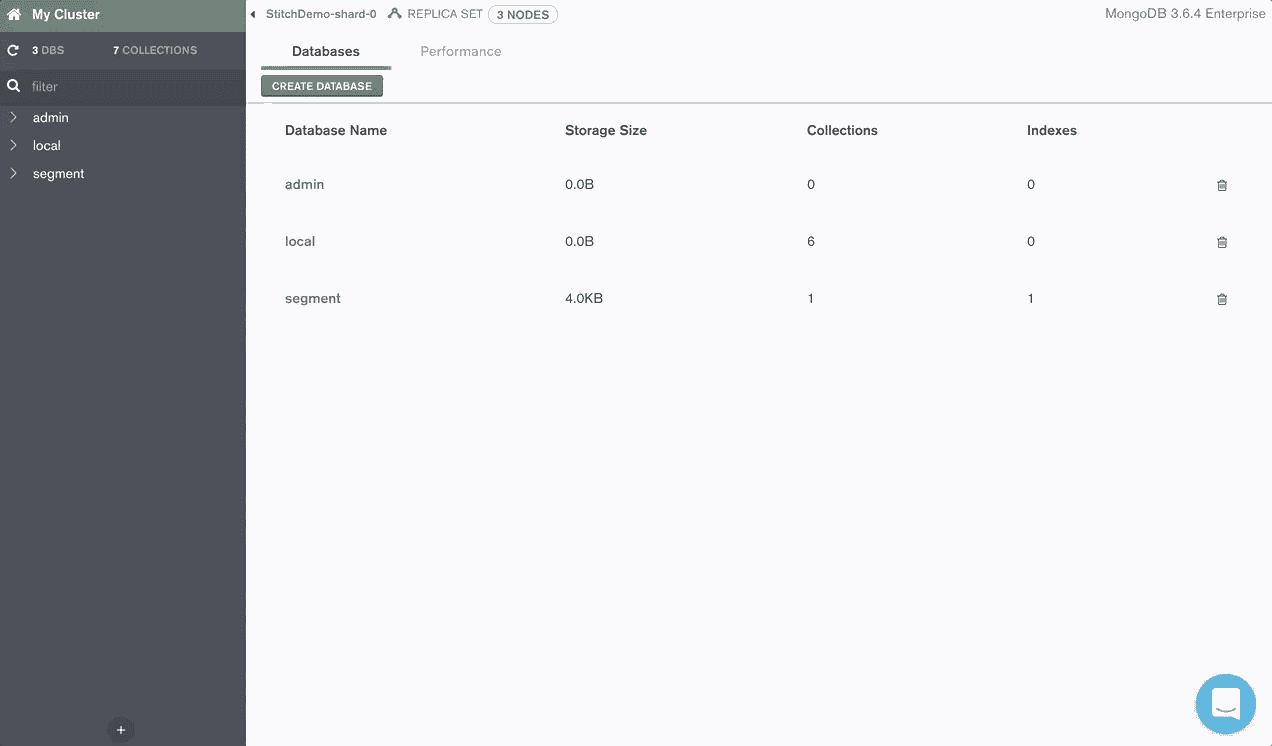 My Cluster
3 DBS 7 COLLECTIONS
filter
admin
local
segment
StitchDemo-shard-0 REPLICA SET 3 NODES MongoDB 3.6.4 Enterprise
Databases Performance
CREATE DATABASE
Database Name Storage Size Collections Indexes
admin 0.0B 0 0
local 0.0B 6 0
segment 4.0KB 1 1